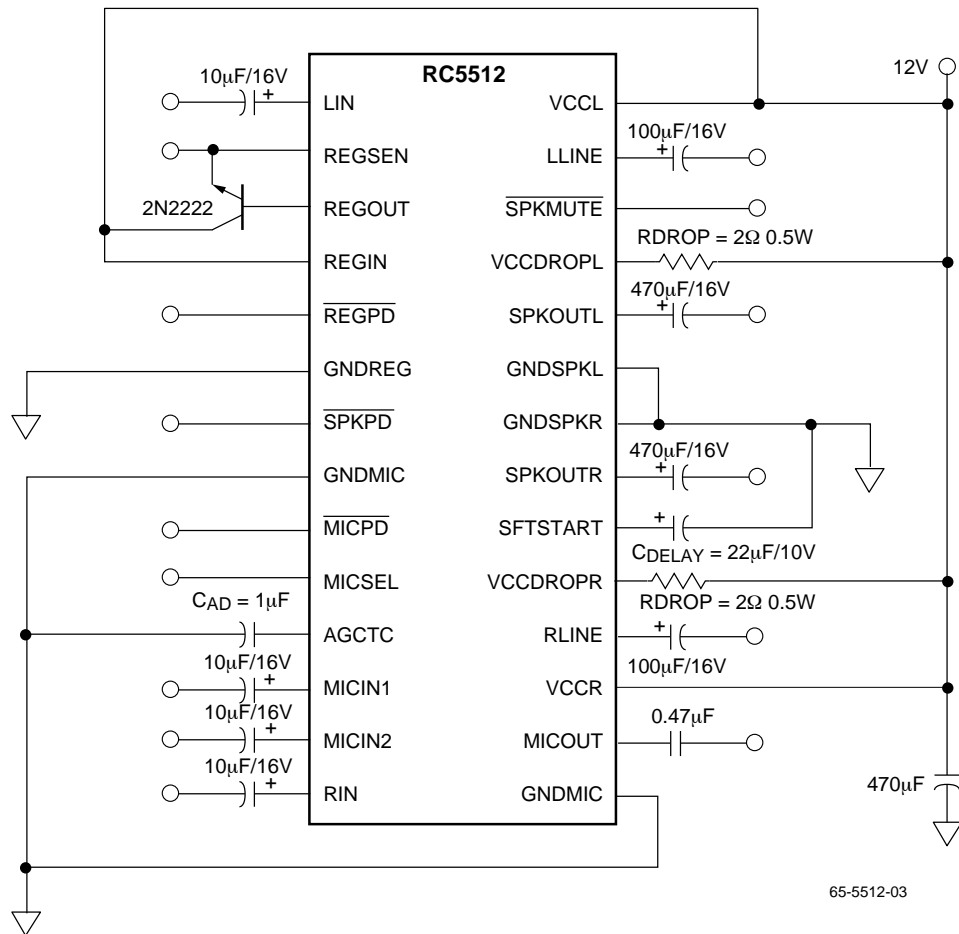 RC5512
12V
10µF/16V
+
LIN
VCCL
100µF/16V
+
REGSEN
LLINE
2N2222
REGOUT
SPKMUTE
RDROP = 2Ω 0.5W
REGIN
VCCDROPL
470µF/16V
+
REGPD
SPKOUTL
GNDREG
GNDSPKL
SPKPD
GNDSPKR
470µF/16V
+
GNDMIC
SPKOUTR
MICPD
SFTSTART
+
CDELAY = 22µF/10V
MICSEL
VCCDROPR
CAD = 1µF
RDROP = 2Ω 0.5W
AGCTC
RLINE
+
100µF/16V
10µF/16V
+
MICIN1
VCCR
10µF/16V
+
MICIN2
MICOUT
0.47µF
10µF/16V
+
RIN
GNDMIC
470µF
65-5512-03